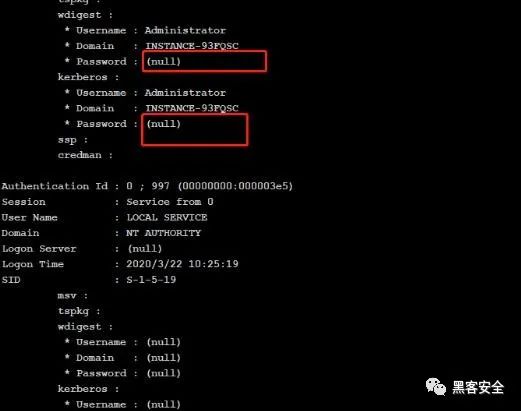 tspkg :
wdigest :
* Username : Administrator
* Domain : INSTANCE-93FQSC
* Password : (null)
kerberos :
* Username : Administrator
* Domain : INSTANCE-93FQSC
* Password : (null)
ssp :
credman :
Authentication Id : 0 ; 997 (00000000:000003e5)
Session : Service from 0
User Name : LOCAL SERVICE
Domain : NT AUTHORITY
Logon Server : (null)
Logon Time : 2020/3/22 10:25:19
SID : S-1-5-19
msv :
tspkg :
wdigest :
* Username : (null)
* Domain : (null)
* Password : (null)
kerberos :
* Username : (null)
黑客安全